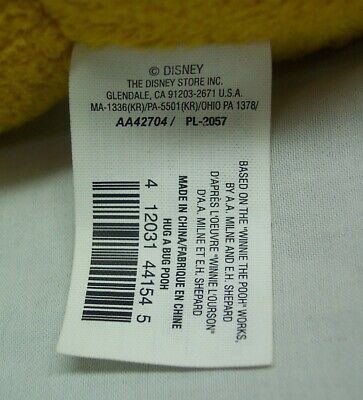 © DISNEY
THE DISNEY STORE INC.
GLENDALE, CA 91203-2671 U.S.A.
MA-1336(KR)/PA-5501(KR)/OHIO PA 1378/
AA42704 / PL-2057
BASED ON THE "WINNIE THE POOH" WORKS,
BY A.A. MILNE AND E.H. SHEPARD
D'APRÈS L'OEUVRE "WINNIE L'OURSON"
D'A.A. MILNE ET E.H. SHEPARD
MADE IN CHINA/FABRIQUE EN CHINE
HUG A BUG POOH
4 12031 44154 5